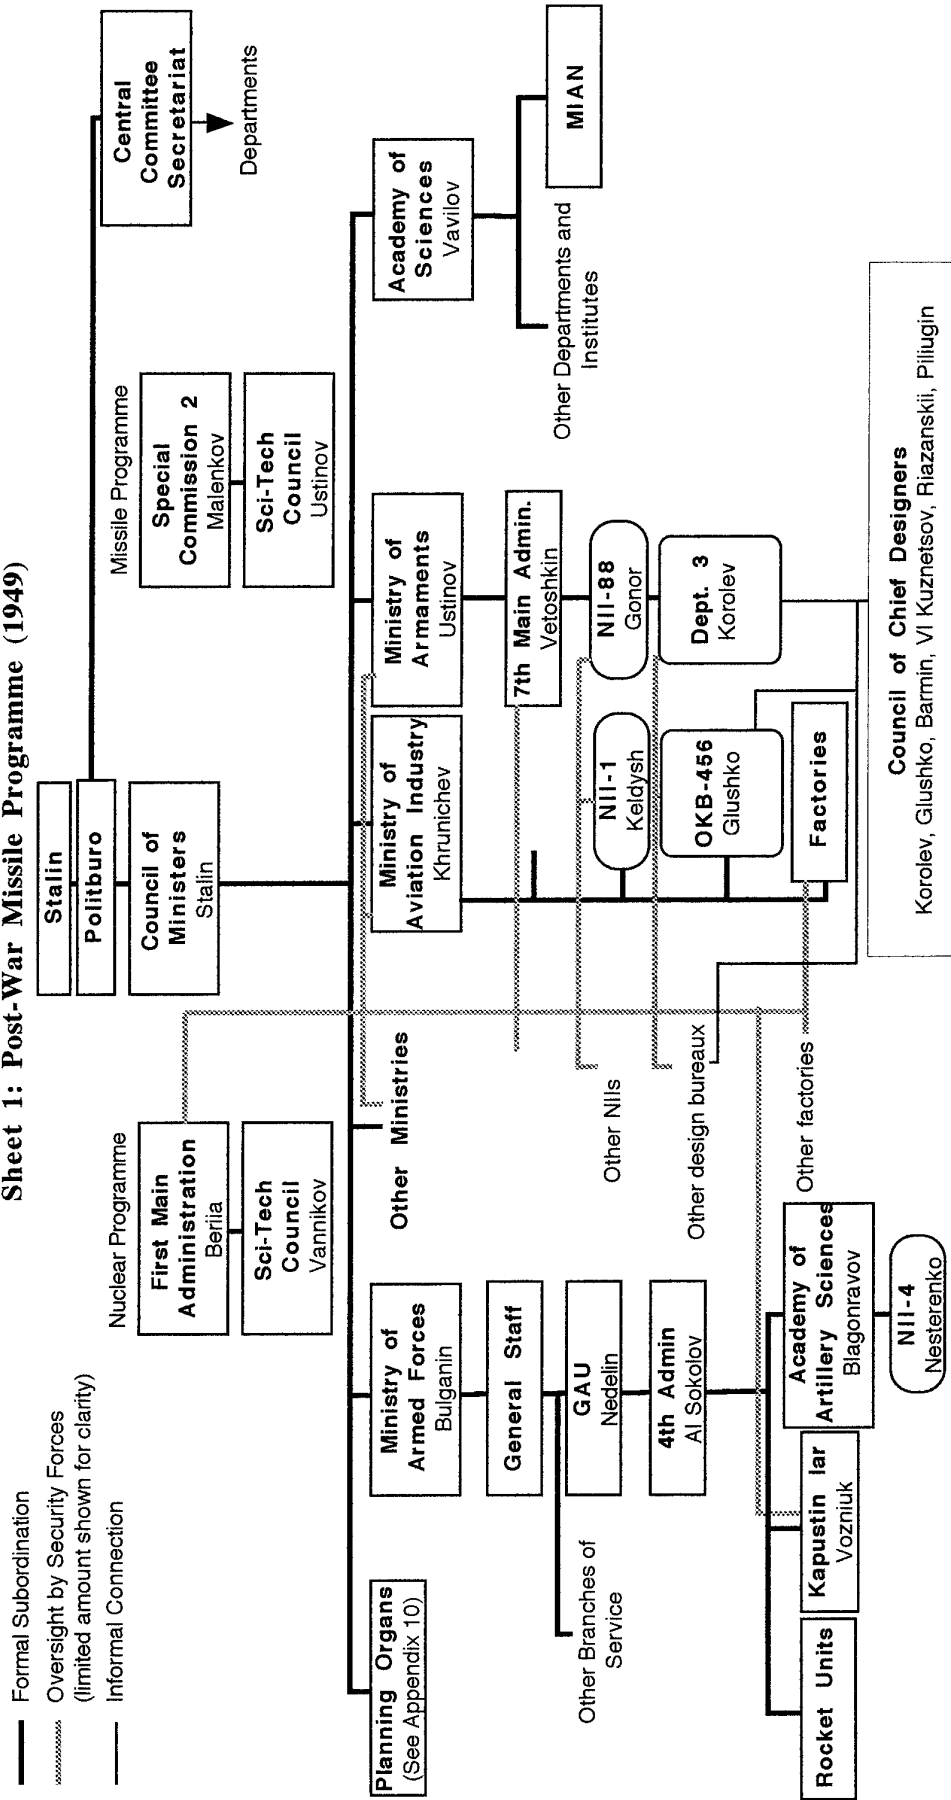 Sheet 1: Post-War Missile Programme (1949)
Formal Subordination
Oversight by Security Forces
(limited amount shown for clarity)
Informal Connection
Stalin
Politburo
Council of
Ministers
Stalin
Central
Committee
Secretariat
Departments
Nuclear Programme
First Main
Administration
Beriia
Sci-Tech
Council
Vannikov
Missile Programme
Special
Commission 2
Malenkov
Sci-Tech
Council
Ustinov
Planning Organs
(See Appendix 10)
Ministry of
Armed Forces
Bulganin
Other Ministries
Ministry of
Aviation Industry
Khrunichev
Ministry of
Armaments
Ustinov
Academy of
Sciences
Vavilov
General Staff
7th Main Admin.
Vetoshkin
Other Departments and
Institutes
MIAN
Other Branches of
Service
GAU
Nedelin
Other NIIs
NII-1
Keldysh
NII-88
Gonor
4th Admin
AI Sokolov
Other design bureaux
OKB-456
Glushko
Dept. 3
Korolev
Rocket Units
Kapustin Iar
Vozniuk
Academy of
Artillery Sciences
Blagonravov
Other factories
Factories
NII-4
Nesterenko
Council of Chief Designers
Korolev, Glushko, Barmin, VI Kuznetsov, Riazanskii, Piliugin